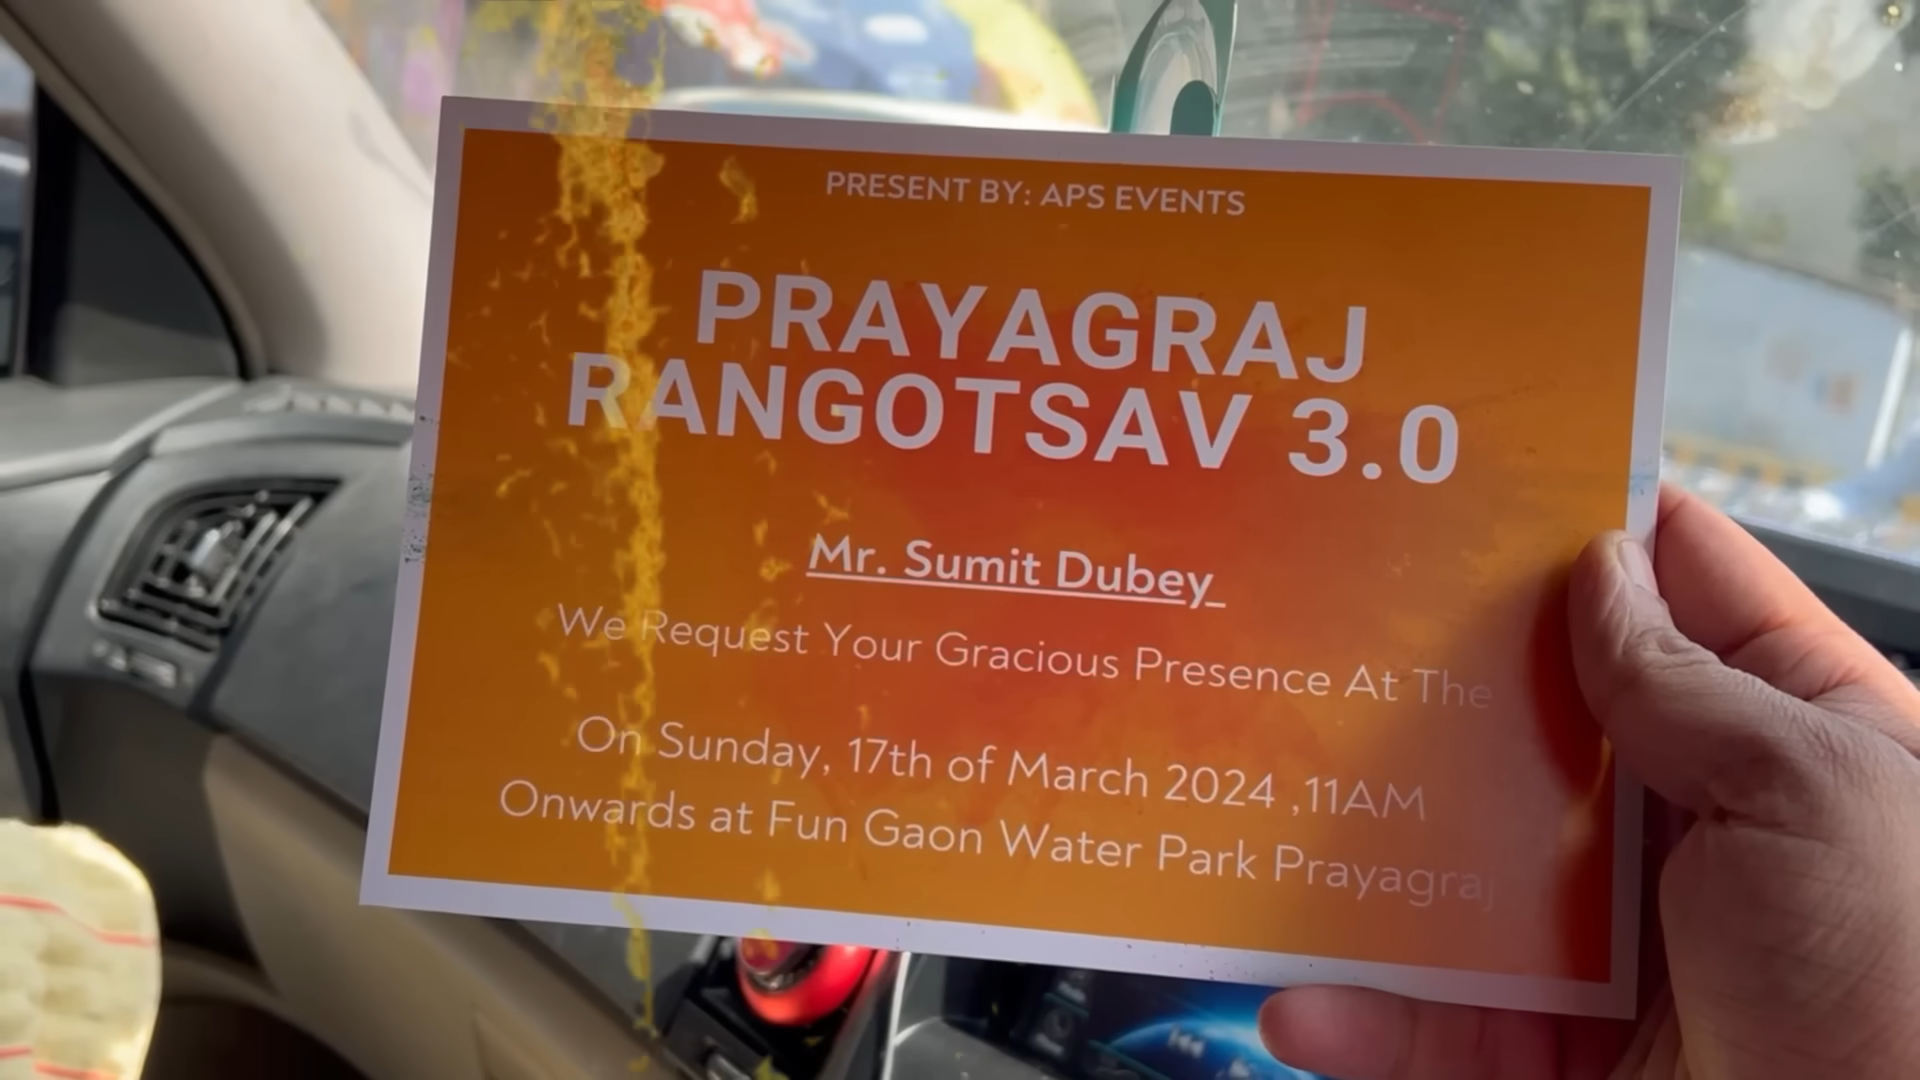 PRESENT BY: APS EVENTS
PRAYAGRAJ
RANGOTSAV 3.0
Mr. Sumit Dubey_
We Request Your Gracious Presence At The
On Sunday, 17th of March 2024 ,11AM
Onwards at Fun Gaon Water Park Prayagraj